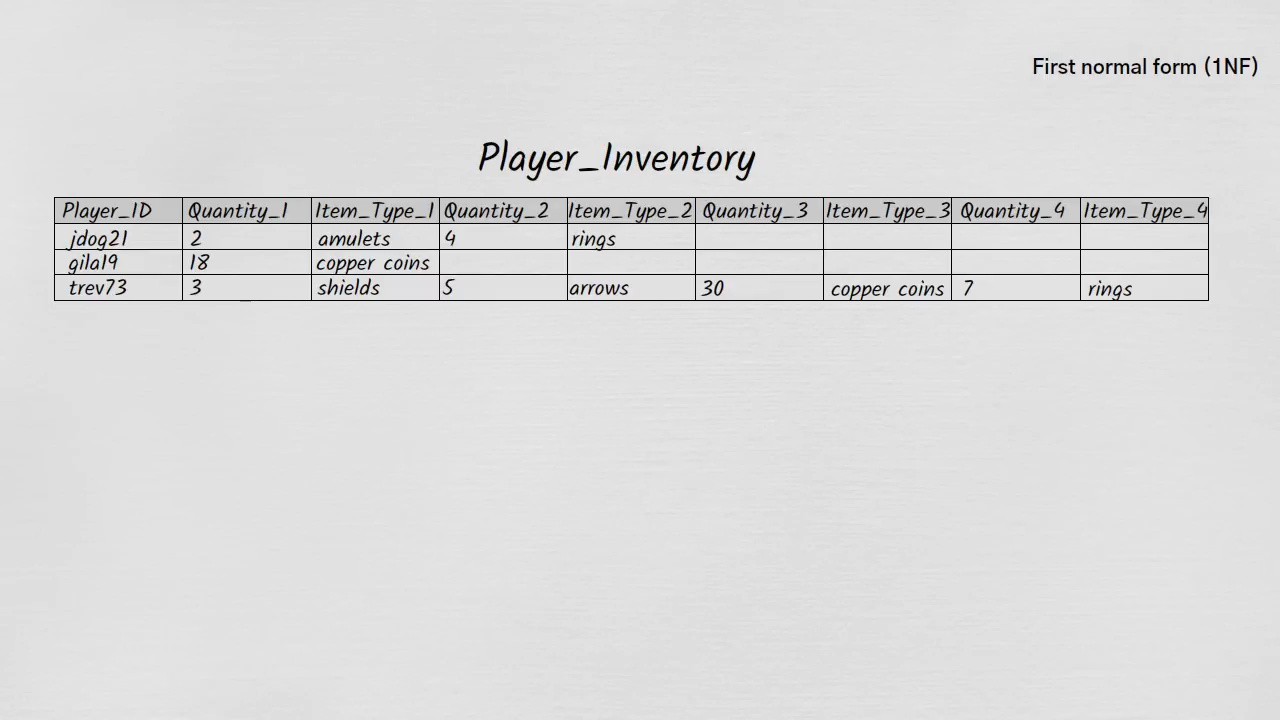 First normal form (1NF)
Player_Inventory
Player_ID Quantity_1 Item_Type_1 Quantity_2 Item_Type_2 Quantity_3 Item_Type_3 Quantity_4 Item_Type_4
jdog21 2 amulets 4 rings
gila19 18 copper coins
trev73 3 shields 5 arrows 30 copper coins 7 rings